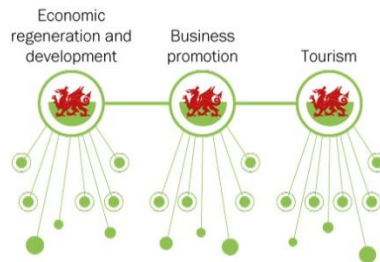 Economic
regeneration and
development
Business
promotion
Tourism